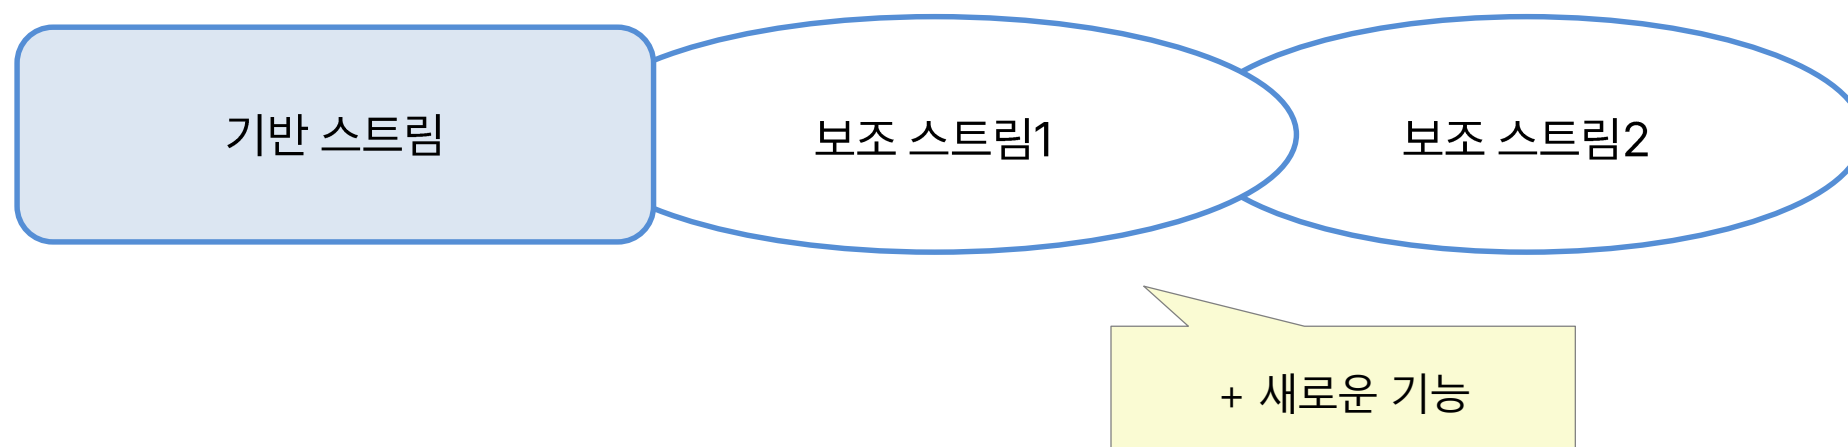 기반 스트림
보조 스트림1
보조 스트림2
+ 새로운 기능